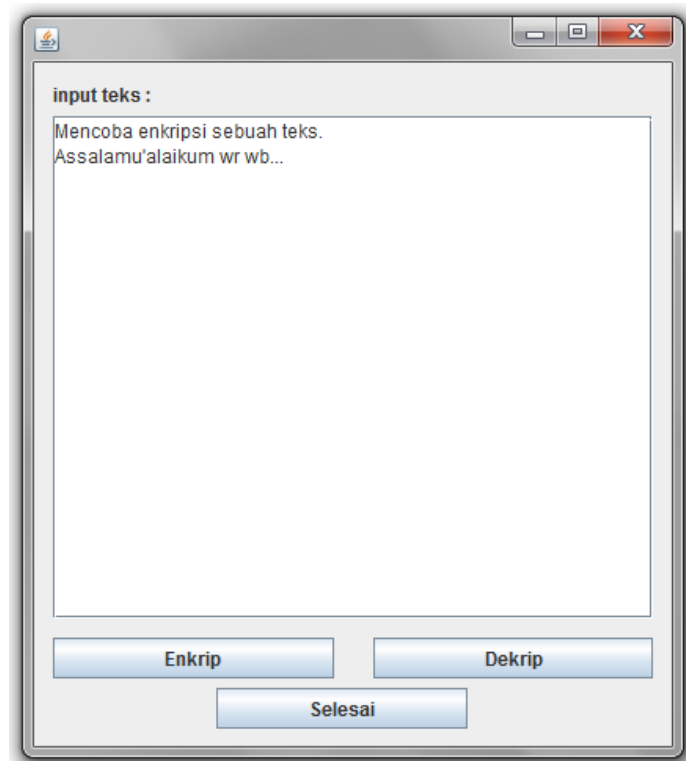 input teks :
Mencoba enkripsi sebuah teks.
Assalamu'alaikum wr wb...
Enkrip
Dekrip
Selesai